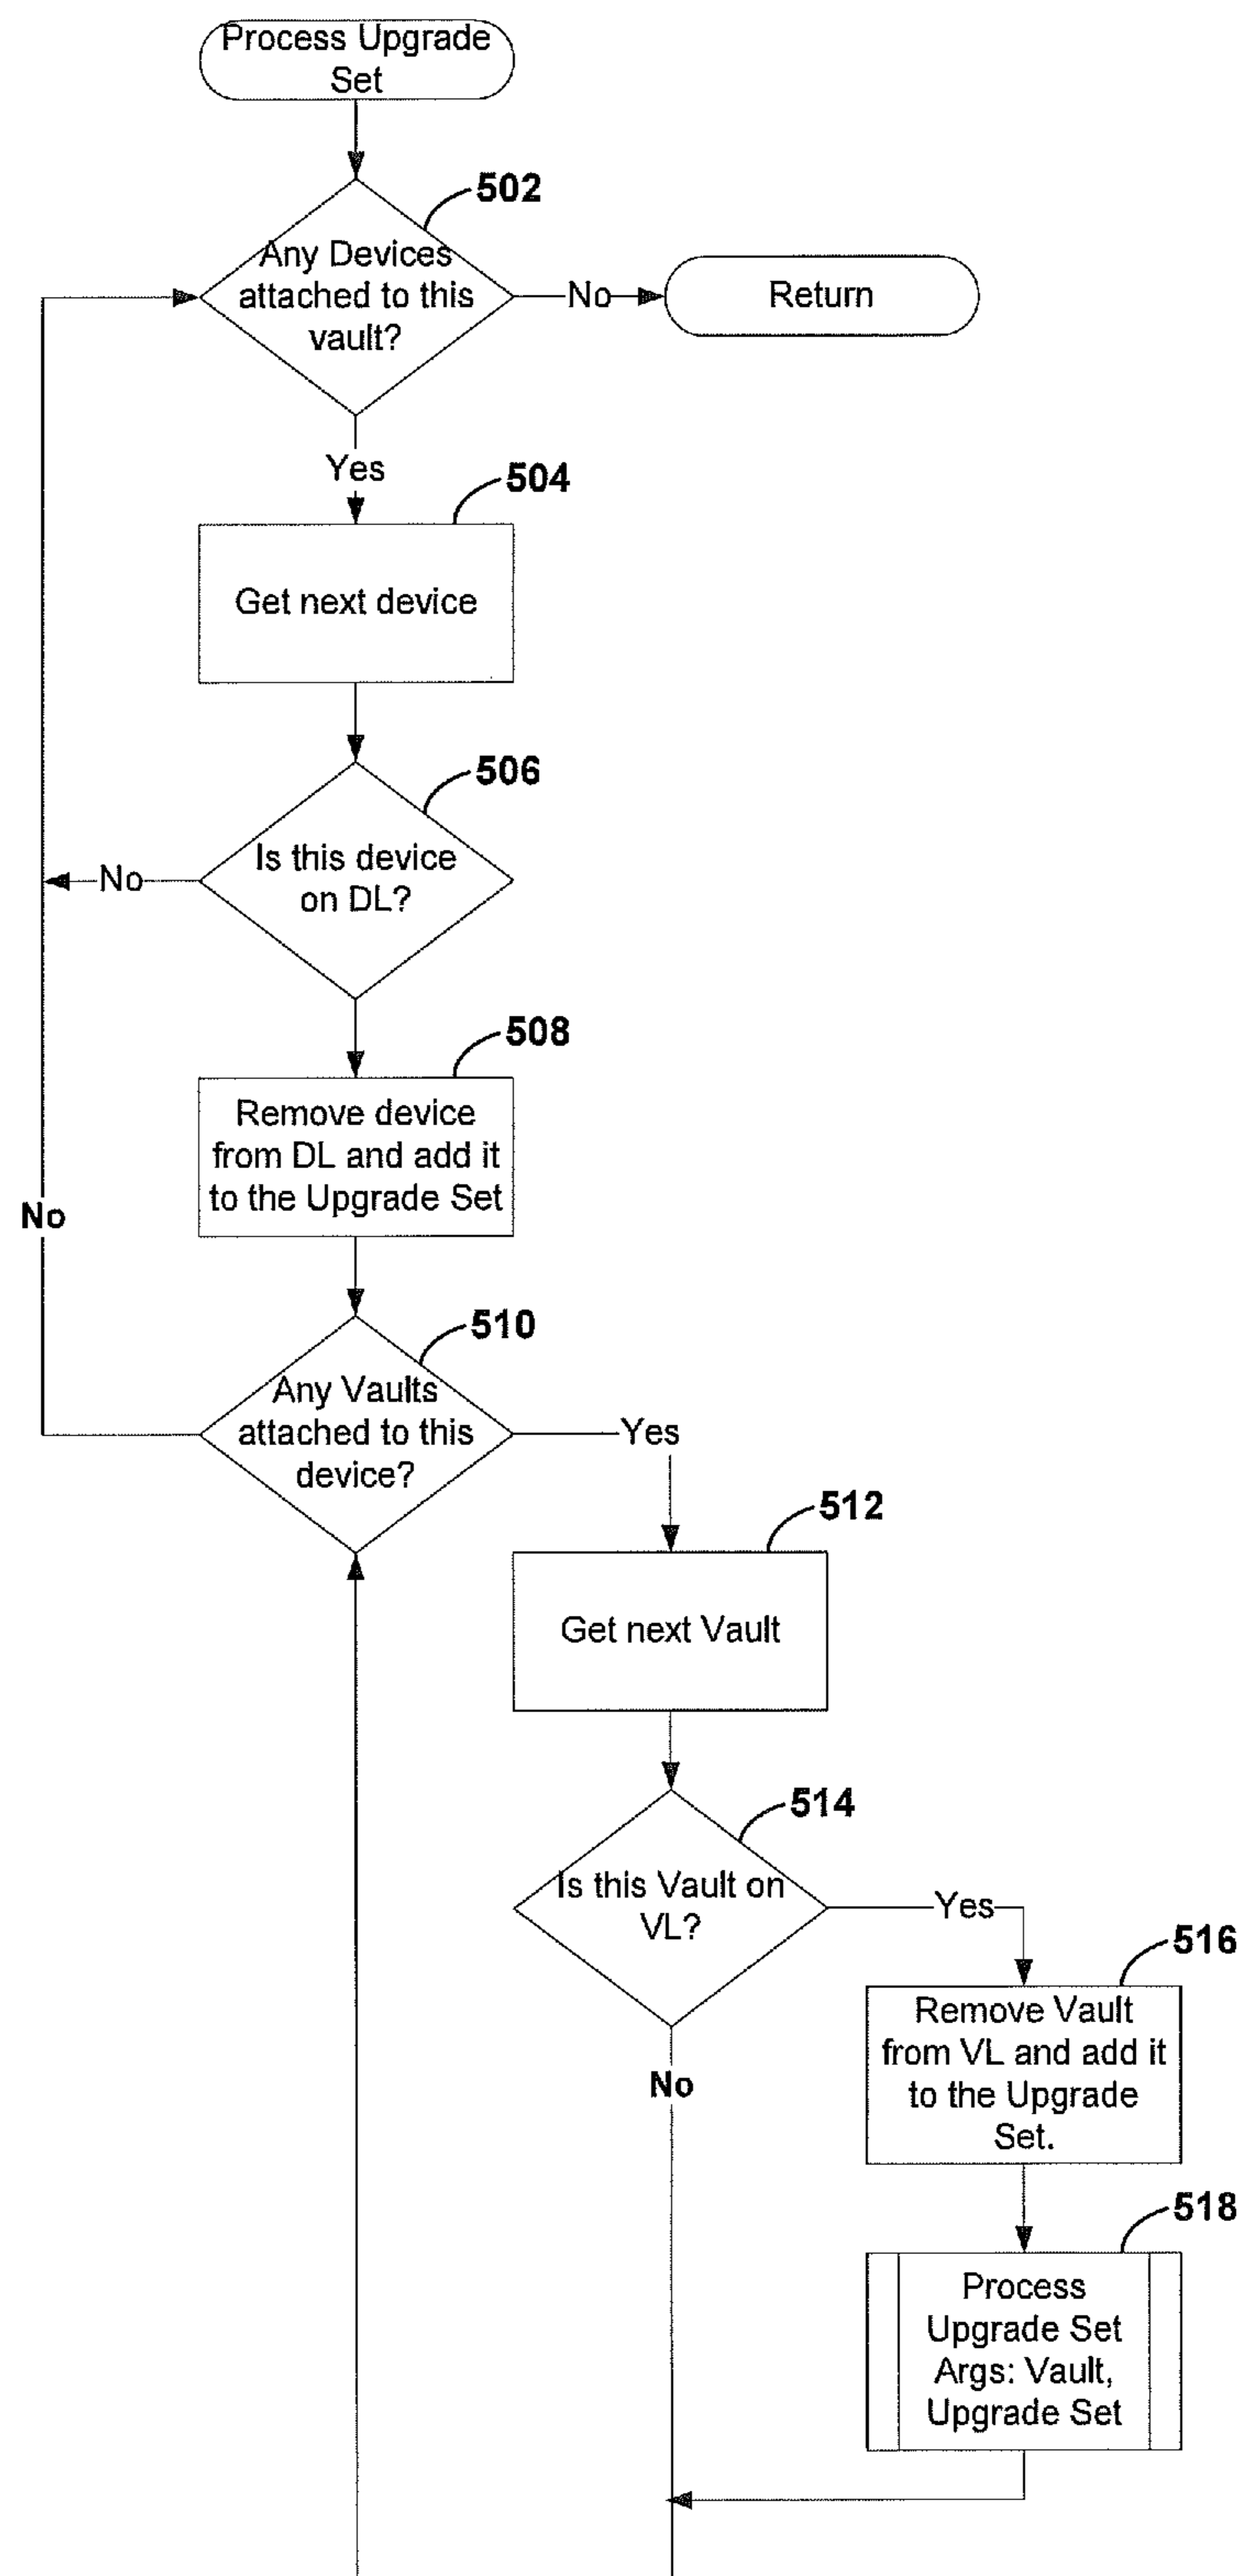 Process Upgrade
Set
502
Any Devices
attached to this
vault?
No
Return
Yes
504
Get next device
506
Is this device
on DL?
No
508
Remove device
from DL and add it
to the Upgrade Set
No
510
Any Vaults
attached to this
device?
Yes
512
Get next Vault
514
Is this Vault on
VL?
Yes
516
Remove Vault
from VL and add it
to the Upgrade
Set.
No
518
Process
Upgrade Set
Args: Vault,
Upgrade Set